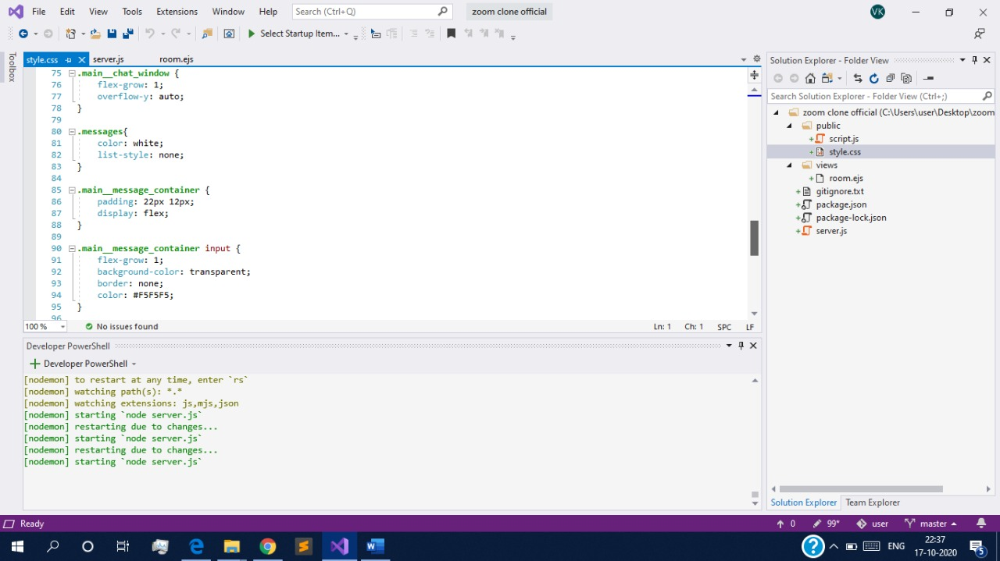 File Edit View Tools Extensions Window Help Search (Ctrl+Q) zoom clone official VK
Select Startup Item...
Toolbox
style.css server.js room.ejs
75 .main__chat_window {
76 flex-grow: 1;
77 overflow-y: auto;
78 }
79
80 .messages{
81 color: white;
82 list-style: none;
83 }
84
85 .main__message_container {
86 padding: 22px 12px;
87 display: flex;
88 }
89
90 .main__message_container input {
91 flex-grow: 1;
92 background-color: transparent;
93 border: none;
94 color: #F5F5F5;
95 }
96
100 % No issues found Ln: 1 Ch: 1 SPC LF
Developer PowerShell
Developer PowerShell
[nodemon] to restart at any time, enter `rs`
[nodemon] watching path(s): *.*
[nodemon] watching extensions: js,mjs,json
[nodemon] starting `node server.js`
[nodemon] restarting due to changes...
[nodemon] starting `node server.js`
[nodemon] restarting due to changes...
[nodemon] starting `node server.js`
Solution Explorer - Folder View
Search Solution Explorer - Folder View (Ctrl+;)
zoom clone official (C:\Users\user\Desktop\zoom
public
script.js
style.css
views
room.ejs
gitignore.txt
package.json
package-lock.json
server.js
Solution Explorer Team Explorer
Ready 0 99* user master
W ENG 22:37
17-10-2020 5